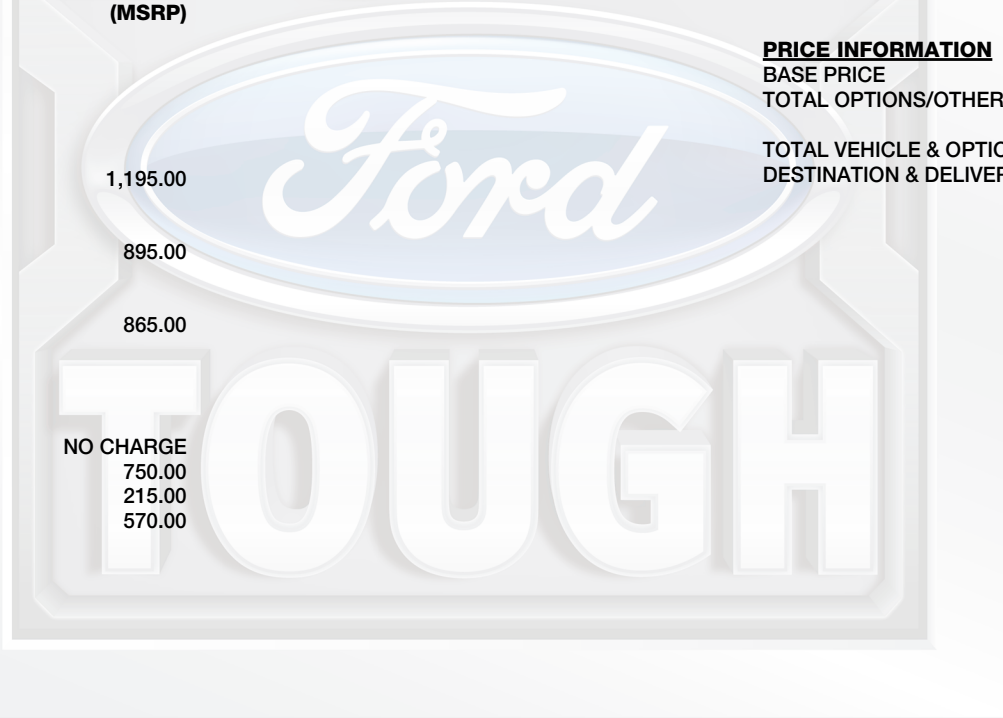 (MSRP)
PRICE INFORMATION
BASE PRICE
TOTAL OPTIONS/OTHER
TOTAL VEHICLE & OPTIO
DESTINATION & DELIVER
1,195.00
895.00
865.00
NO CHARGE
750.00
215.00
570.00
Ford
TOUGH